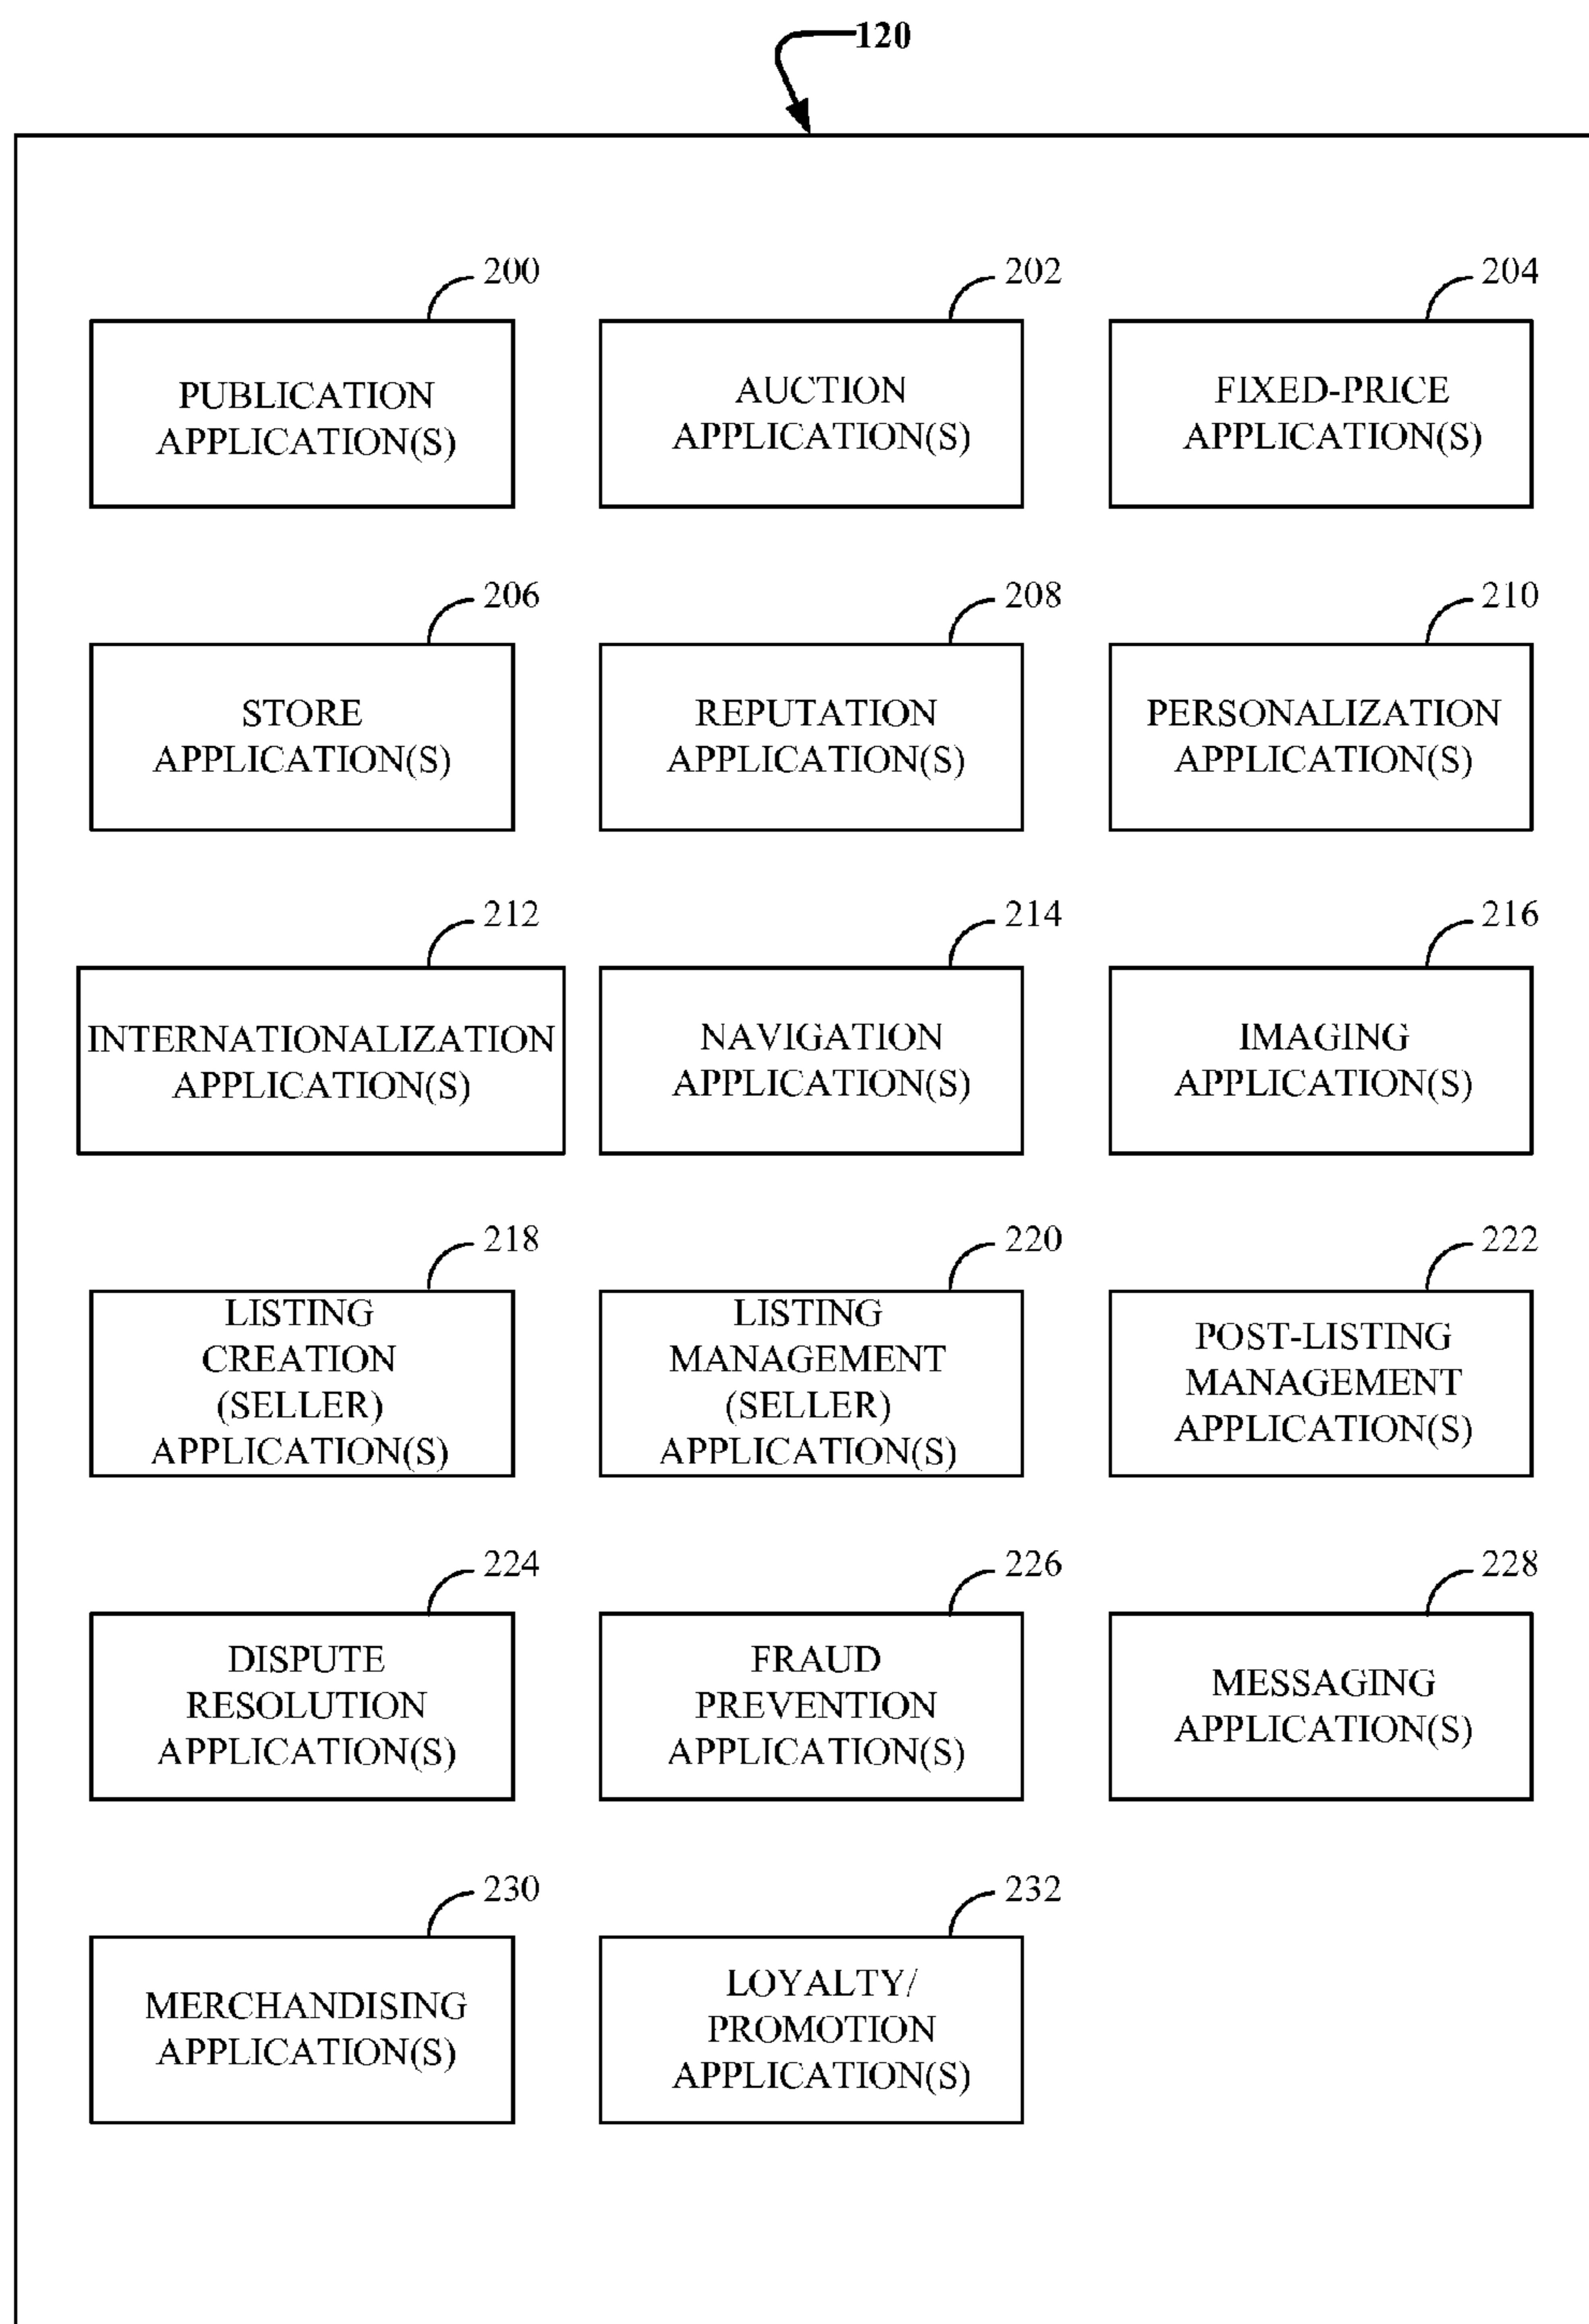 120
200
202
204
PUBLICATION
APPLICATION(S)
AUCTION
APPLICATION(S)
FIXED-PRICE
APPLICATION(S)
206
208
210
STORE
APPLICATION(S)
REPUTATION
APPLICATION(S)
PERSONALIZATION
APPLICATION(S)
212
214
216
INTERNATIONALIZATION
APPLICATION(S)
NAVIGATION
APPLICATION(S)
IMAGING
APPLICATION(S)
218
220
222
LISTING
CREATION
(SELLER)
APPLICATION(S)
LISTING
MANAGEMENT
(SELLER)
APPLICATION(S)
POST-LISTING
MANAGEMENT
APPLICATION(S)
224
226
228
DISPUTE
RESOLUTION
APPLICATION(S)
FRAUD
PREVENTION
APPLICATION(S)
MESSAGING
APPLICATION(S)
230
232
MERCHANDISING
APPLICATION(S)
LOYALTY/
PROMOTION
APPLICATION(S)